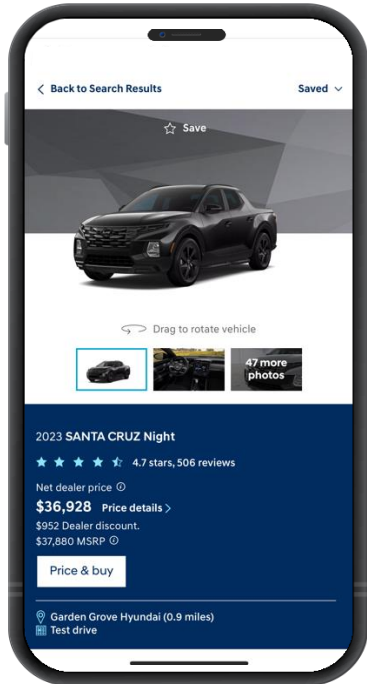 Back to Search Results
Saved
Save
Drag to rotate vehicle
47 more
photos
2023 SANTA CRUZ Night
4.7 stars, 506 reviews
Net dealer price
$36,928 Price details
$952 Dealer discount.
$37,880 MSRP
Price & buy
Garden Grove Hyundai (0.9 miles)
Test drive